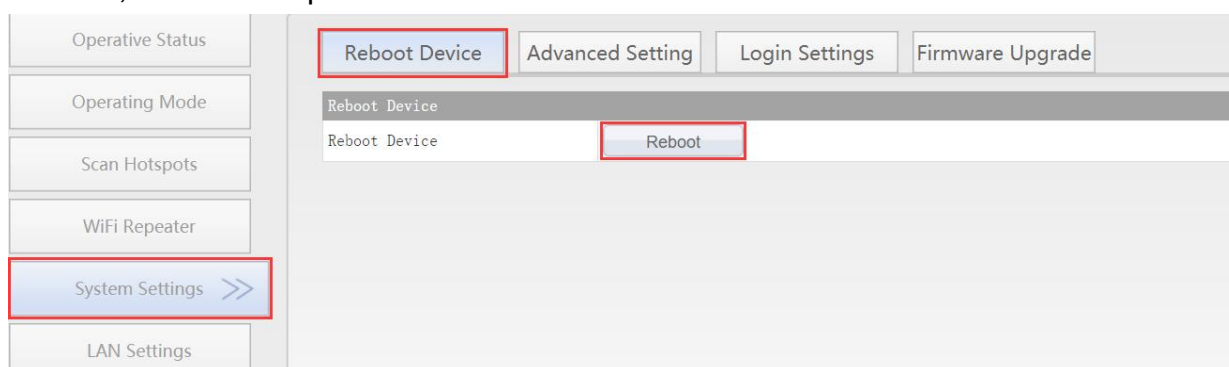 Operative Status
Operating Mode
Scan Hotspots
WiFi Repeater
System Settings >>
LAN Settings
Reboot Device Advanced Setting Login Settings Firmware Upgrade
Reboot Device
Reboot Device Reboot